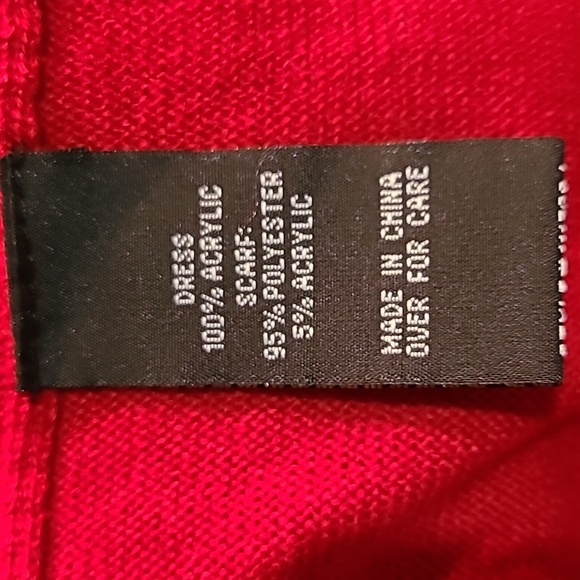 DRESS
100% ACRYLIC
SCARF:
95% POLYESTER
5% ACRYLIC
MADE IN CHINA
OVER FOR CARE